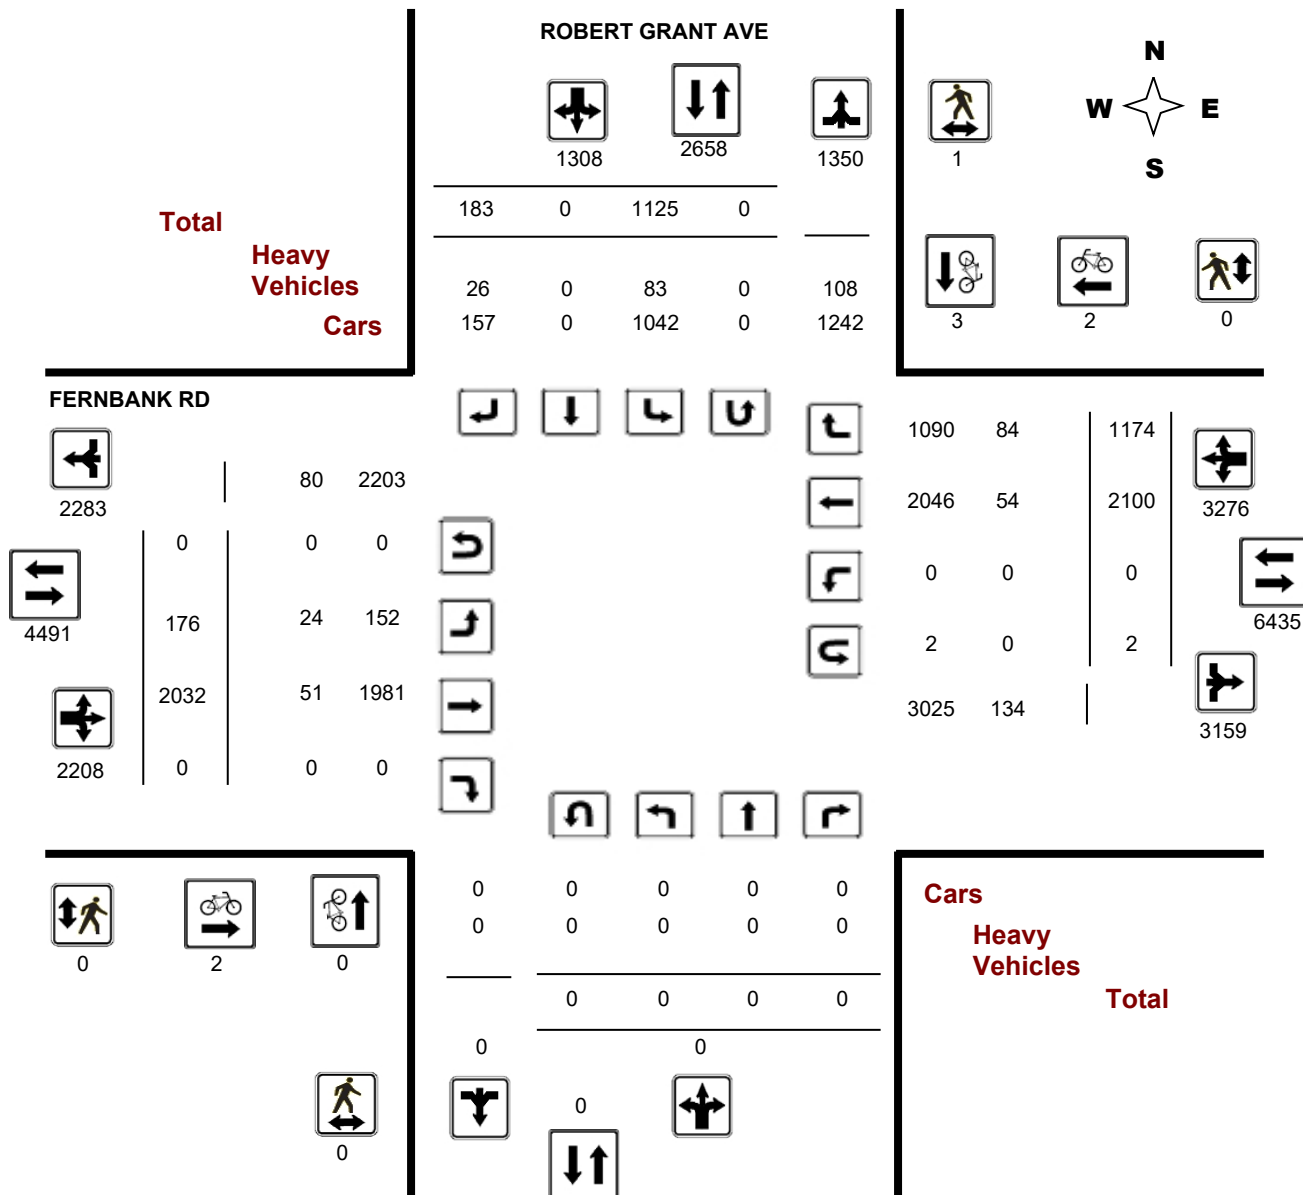 ROBERT GRANT AVE
N
W E
S
1308 2658 1350 1
183 0 1125 0
Total
Heavy
Vehicles
26 0 83 0 108
Cars
157 0 1042 0 1242
3 2 0
FERNBANK RD
1090 84 1174
80 2203
2283
2046 54 2100 3276
0 0 0
0 0 0
4491
176 24 152
6435
2 0 2
2032 51 1981
3025 134
3159
2208
0 0 0
0 0 0 0 0
Cars
0 0 0 0 0
Heavy
Vehicles
0 2 0
0 0 0 0
Total
0 0
0
0